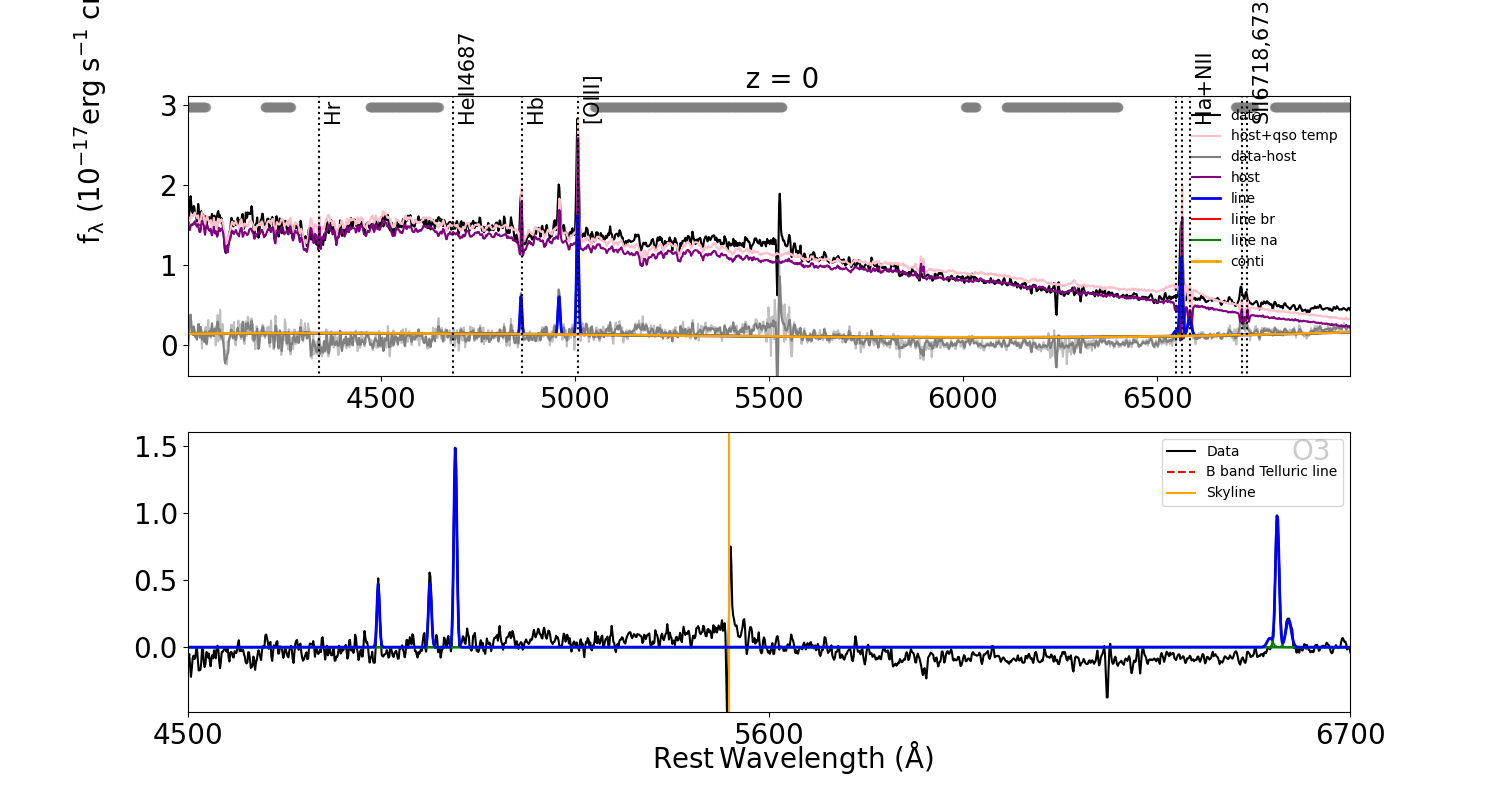 z = 0
f_λ (10^−17 erg s^−1
Hr
HeII4687
Hb
[OIII]
Ha+NII
SII6718,673
data
host+qso temp
data-host
host
line
line br
line na
conti
3
2
1
0
4500
5000
5500
6000
6500
O3
Data
B band Telluric line
Skyline
1.5
1.0
0.5
0.0
4500
5600
6700
Rest Wavelength (Å)